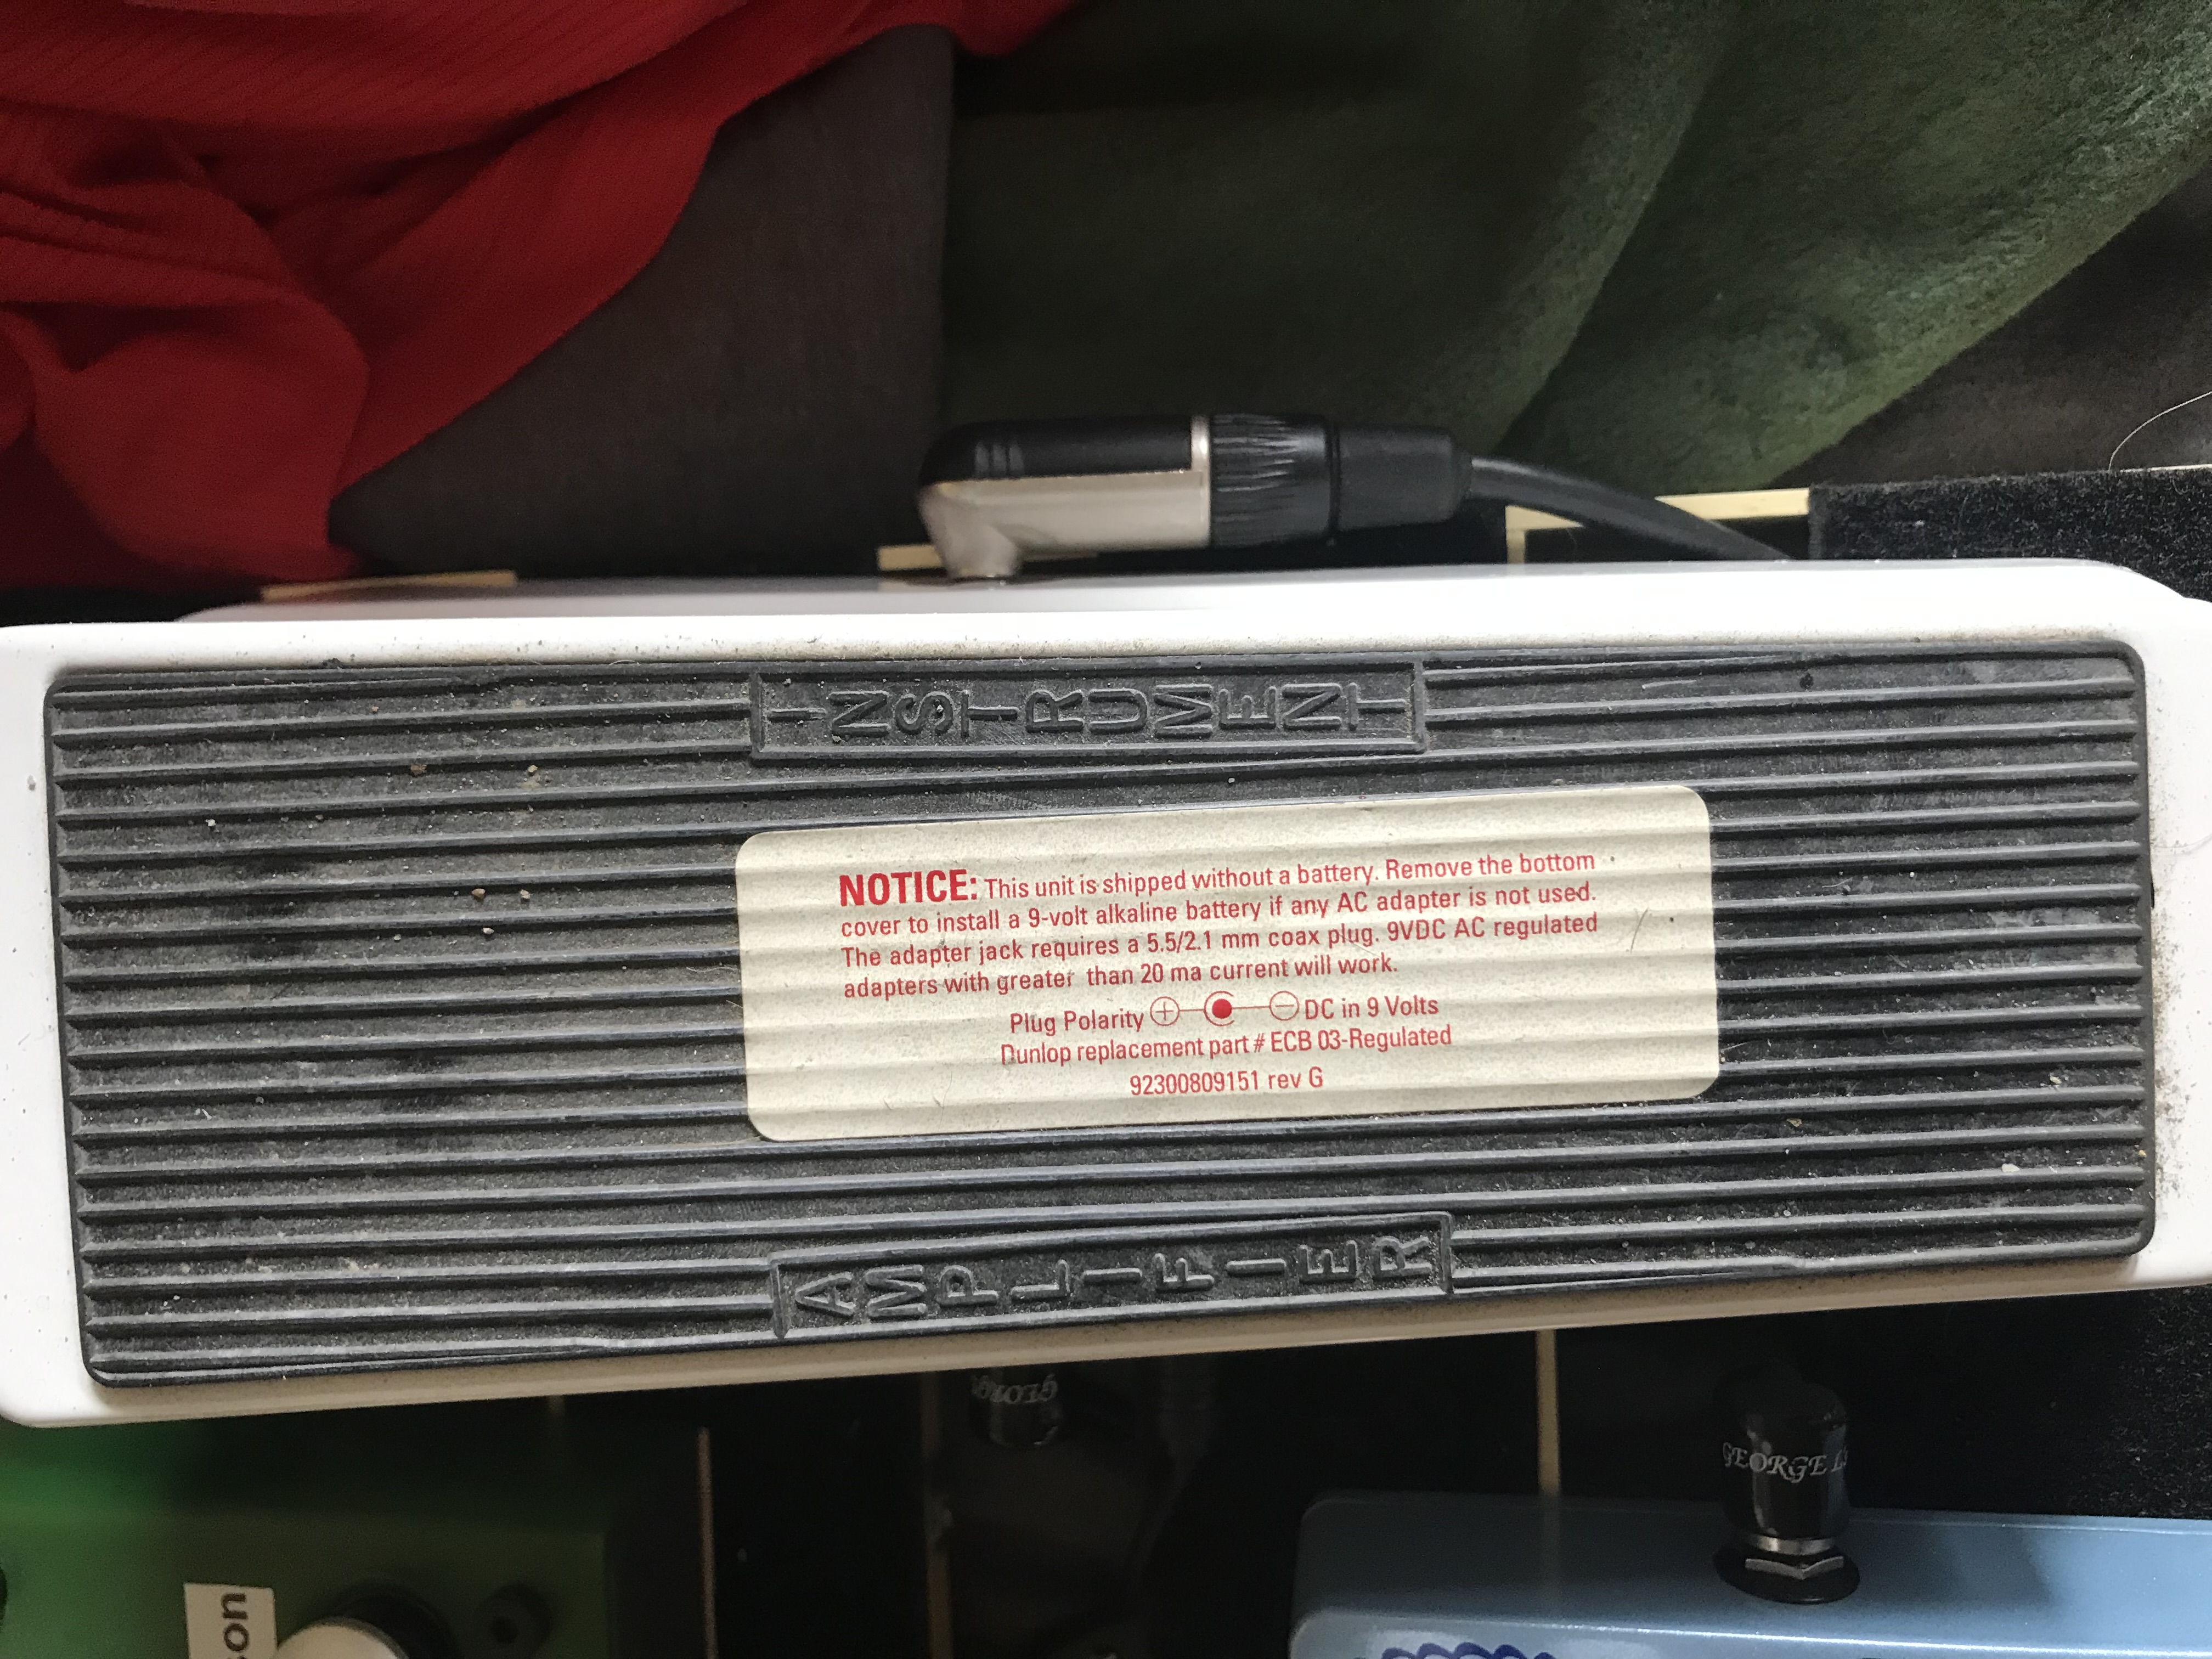 INSTRUMENT
NOTICE: This unit is shipped without a battery. Remove the bottom
cover to install a 9-volt alkaline battery if any AC adapter is not used.
The adapter jack requires a 5.5/2.1 mm coax plug. 9VDC AC regulated
adapters with greater than 20 ma current will work.
Plug Polarity + - DC in 9 Volts
Dunlop replacement part # ECB 03-Regulated
92300809151 rev G
AMPLIFIER
GEORGE
GEORGE L'S
on